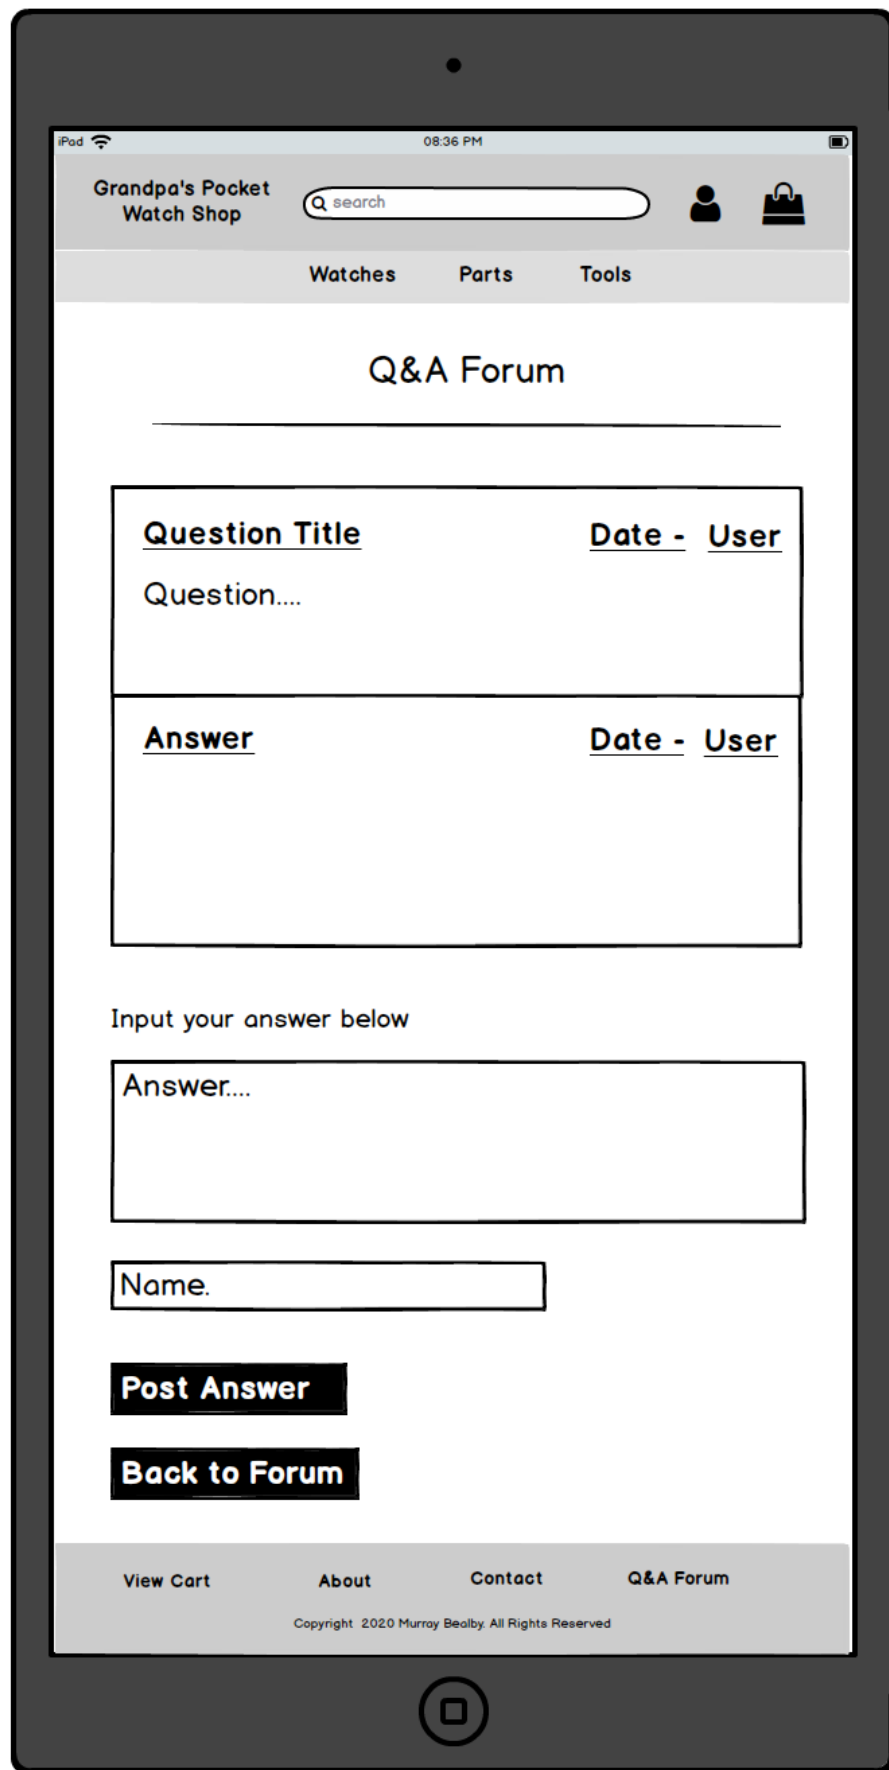 iPad 08:36 PM
Grandpa's Pocket
Watch Shop
search
Watches Parts Tools
Q&A Forum
Question Title Date - User
Question....
Answer Date - User
Input your answer below
Answer....
Name.
Post Answer
Back to Forum
View Cart About Contact Q&A Forum
Copyright 2020 Murray Bealby. All Rights Reserved